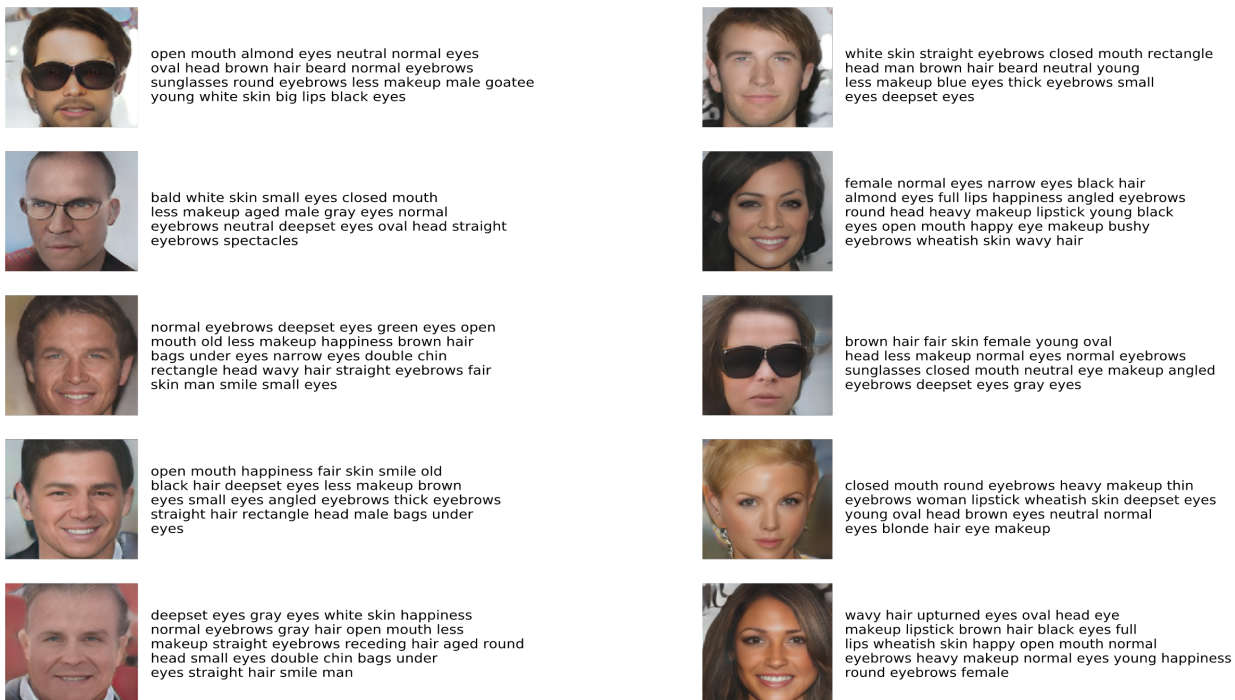 open mouth almond eyes neutral normal eyes
oval head brown hair beard normal eyebrows
sunglasses round eyebrows less makeup male goatee
young white skin big lips black eyes
white skin straight eyebrows closed mouth rectangle
head man brown hair beard neutral young
less makeup blue eyes thick eyebrows small
eyes deepset eyes
bald white skin small eyes closed mouth
less makeup aged male gray eyes normal
eyebrows neutral deepset eyes oval head straight
eyebrows spectacles
female normal eyes narrow eyes black hair
almond eyes full lips happiness angled eyebrows
round head heavy makeup lipstick young black
eyes open mouth happy eye makeup bushy
eyebrows wheatish skin wavy hair
normal eyebrows deepset eyes green eyes open
mouth old less makeup happiness brown hair
bags under eyes narrow eyes double chin
rectangle head wavy hair straight eyebrows fair
skin man smile small eyes
brown hair fair skin female young oval
head less makeup normal eyes normal eyebrows
sunglasses closed mouth neutral eye makeup angled
eyebrows deepset eyes gray eyes
open mouth happiness fair skin smile old
black hair deepset eyes less makeup brown
eyes small eyes angled eyebrows thick eyebrows
straight hair rectangle head male bags under
eyes
closed mouth round eyebrows heavy makeup thin
eyebrows woman lipstick wheatish skin deepset eyes
young oval head brown eyes neutral normal
eyes blonde hair eye makeup
deepset eyes gray eyes white skin happiness
normal eyebrows gray hair open mouth less
makeup straight eyebrows receding hair aged round
head small eyes double chin bags under
eyes straight hair smile man
wavy hair upturned eyes oval head eye
makeup lipstick brown hair black eyes full
lips wheatish skin happy open mouth normal
eyebrows heavy makeup normal eyes young happiness
round eyebrows female